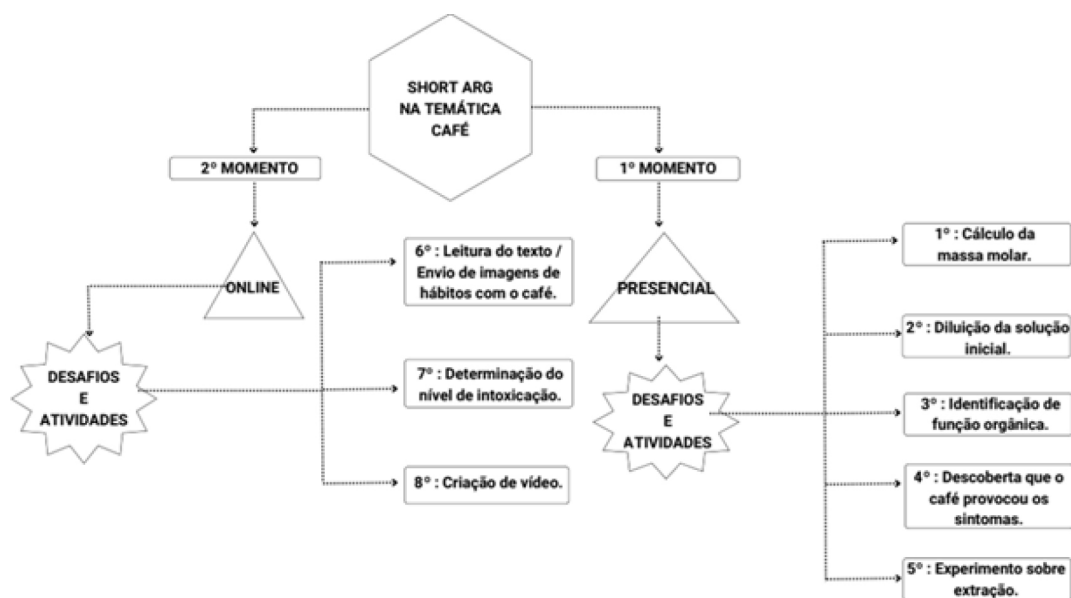 SHORT ARG
NA TEMÁTICA
CAFÉ
2º MOMENTO
ONLINE
DESAFIOS
E
ATIVIDADES
6º : Leitura do texto /
Envio de imagens de
hábitos com o café.
7º : Determinação do
nível de intoxicação.
8º : Criação de vídeo.
1º MOMENTO
PRESENCIAL
DESAFIOS
E
ATIVIDADES
1º : Cálculo da
massa molar.
2º : Diluição da solução
inicial.
3º : Identificação de
função orgânica.
4º : Descoberta que o
café provocou os
sintomas.
5º : Experimento sobre
extração.